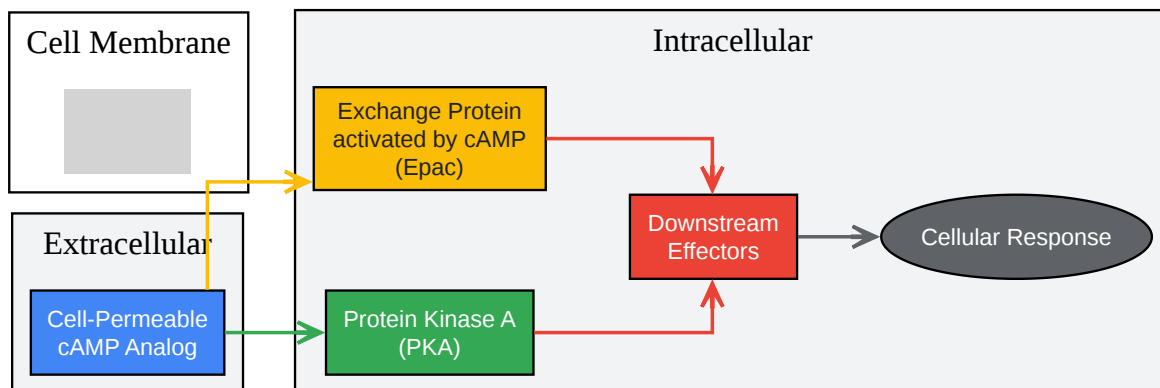 Cell Membrane
Intracellular
Exchange Protein
activated by cAMP
(Epac)
Extracellular
Downstream
Effectors
Cellular Response
Cell-Permeable
cAMP Analog
Protein Kinase A
(PKA)